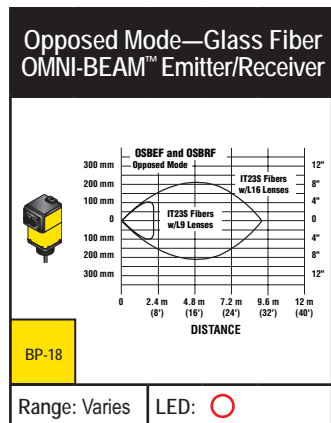 Opposed Mode—Glass Fiber
OMNI-BEAM™ Emitter/Receiver
OSBEF and OSBRF
Opposed Mode
300 mm
200 mm
100 mm
0
100 mm
200 mm
300 mm
12"
8"
4"
0
4"
8"
12"
IT23S Fibers
w/L16 Lenses
IT23S Fibers
w/L9 Lenses
0 2.4 m 4.8 m 7.2 m 9.6 m 12 m
(8') (16') (24') (32') (40')
DISTANCE
BP-18
Range: Varies
LED: